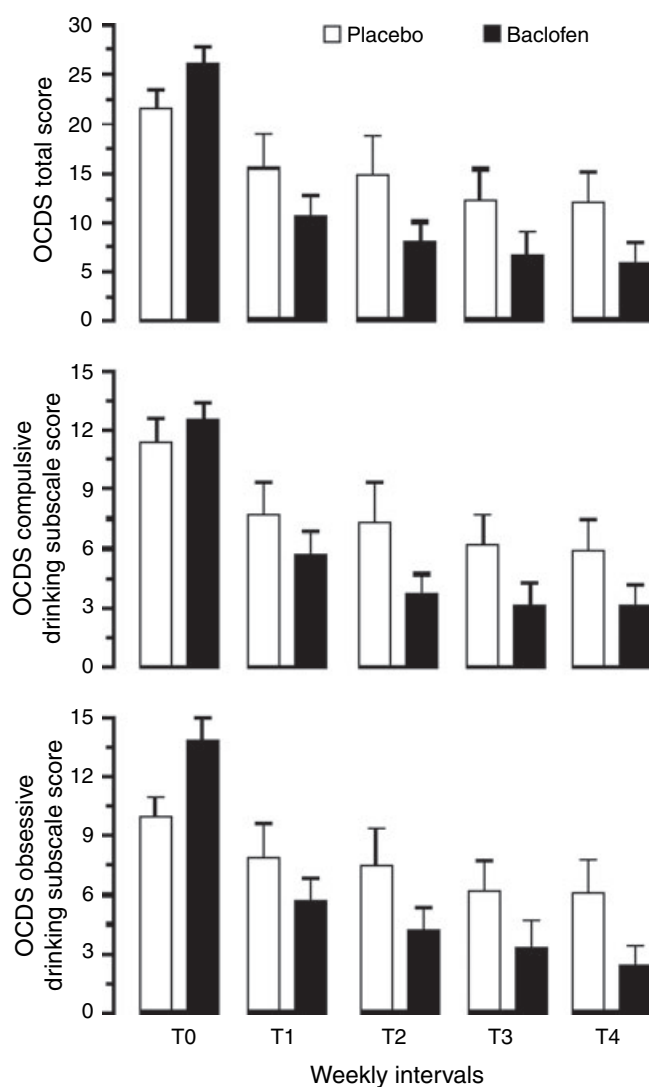 Placebo Baclofen
30
25
20
15
10
5
0
OCDS total score
15
12
9
6
3
0
OCDS compulsive
drinking subscale score
15
12
9
6
3
0
OCDS obsessive
drinking subscale score
T0 T1 T2 T3 T4
Weekly intervals